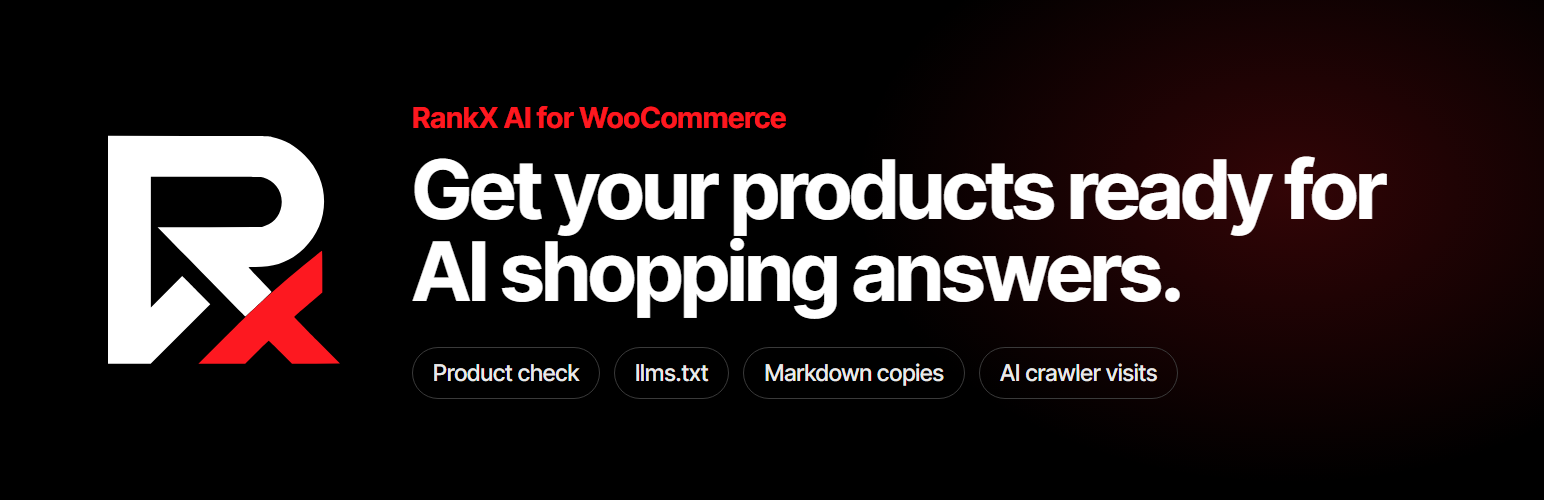 RankX AI for WooCommerce
Get your products ready for
AI shopping answers.
Product check
llms.txt
Markdown copies
AI crawler visits